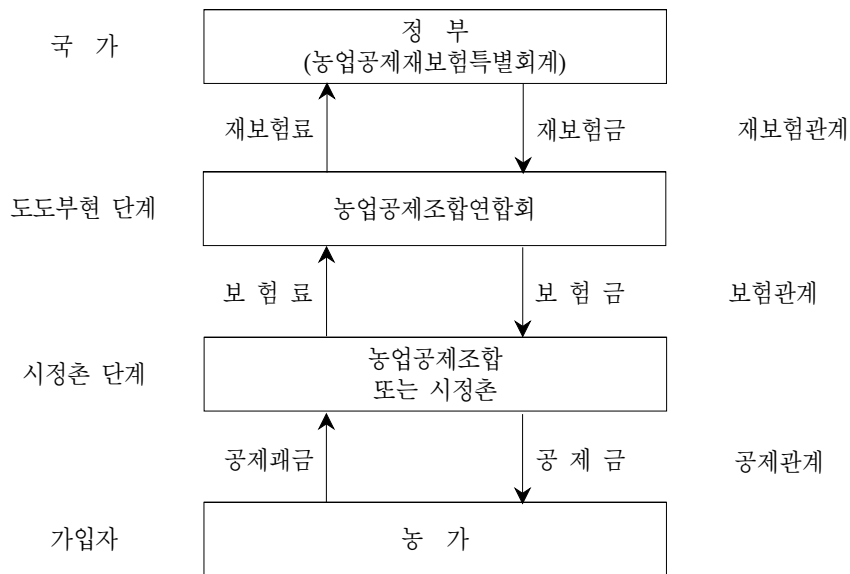 국 가
정 부
(농업공제재보험특별회계)
재보험료
재보험금
재보험관계
도도부현 단계
농업공제조합연합회
보 험 료
보 험 금
보험관계
시정촌 단계
농업공제조합
또는 시정촌
공제괘금
공 제 금
공제관계
가입자
농 가